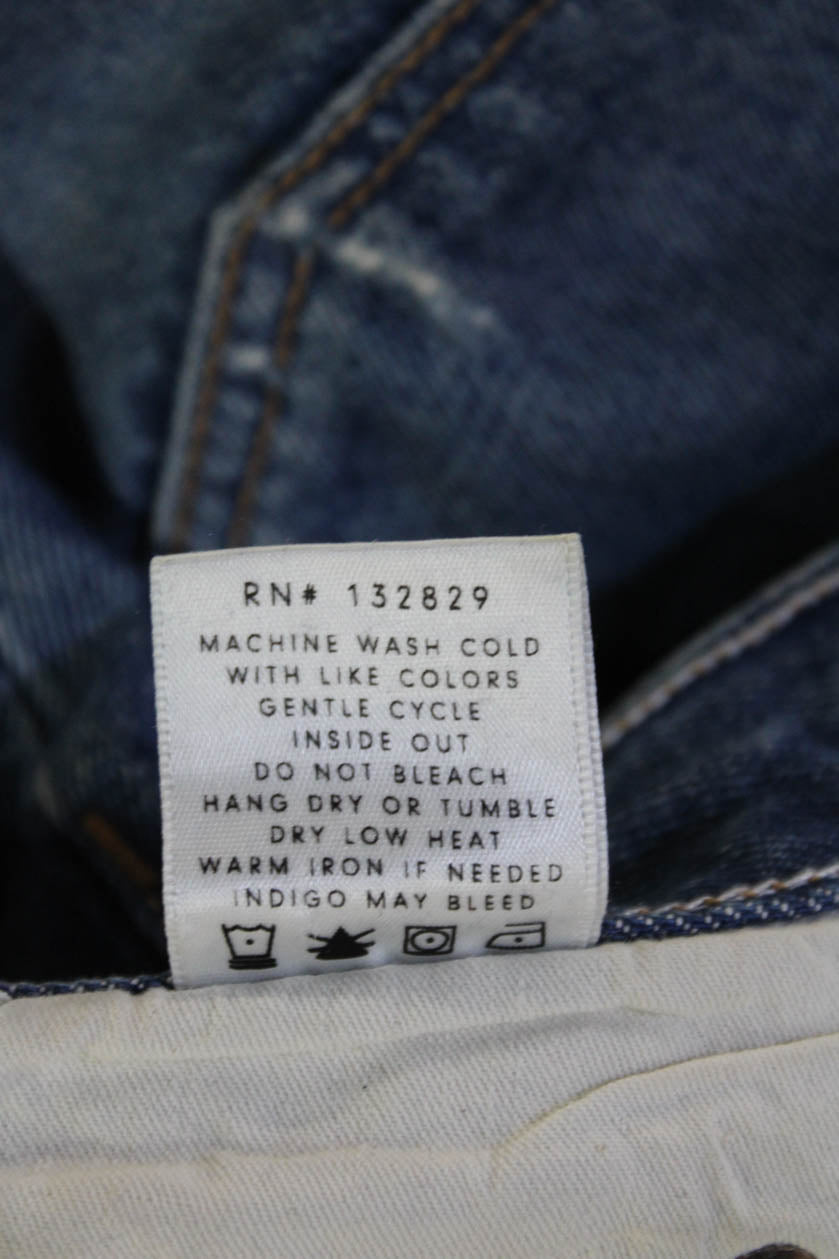 RN# 132829
MACHINE WASH COLD
WITH LIKE COLORS
GENTLE CYCLE
INSIDE OUT
DO NOT BLEACH
HANG DRY OR TUMBLE
DRY LOW HEAT
WARM IRON IF NEEDED
INDIGO MAY BLEED